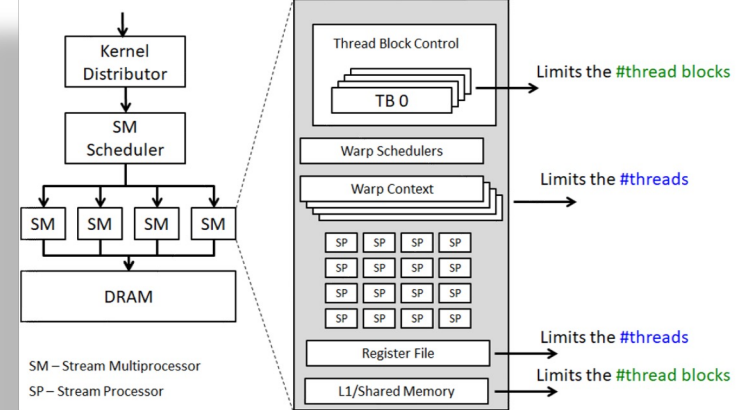 Kernel
Distributor
SM
Scheduler
SM SM SM SM
DRAM
SM – Stream Multiprocessor
SP – Stream Processor
Thread Block Control
TB 0
Warp Schedulers
Warp Context
SP SP SP SP
SP SP SP SP
SP SP SP SP
SP SP SP SP
Register File
L1/Shared Memory
Limits the #thread blocks
Limits the #threads
Limits the #threads
Limits the #thread blocks